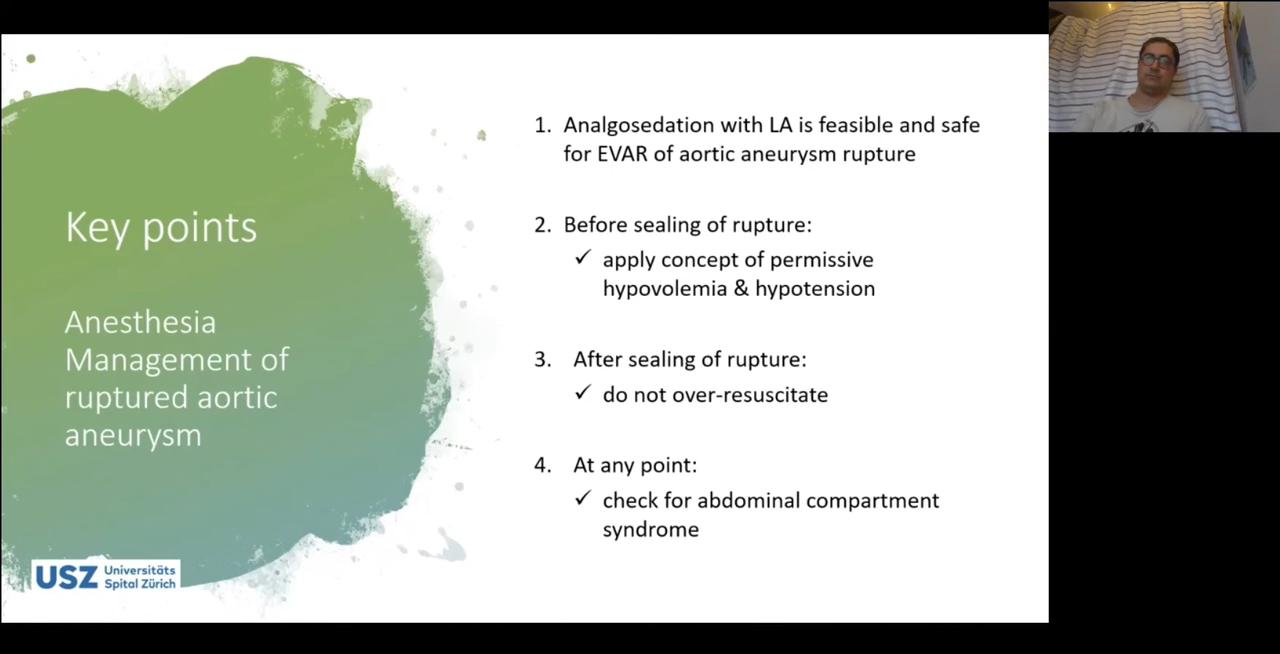 Key points
Anesthesia
Management of
ruptured aortic
aneurysm
1. Analgosedation with LA is feasible and safe
for EVAR of aortic aneurysm rupture
2. Before sealing of rupture:
✓ apply concept of permissive
hypovolemia & hypotension
3. After sealing of rupture:
✓ do not over-resuscitate
4. At any point:
✓ check for abdominal compartment
syndrome
USZ Universitäts
Spital Zürich